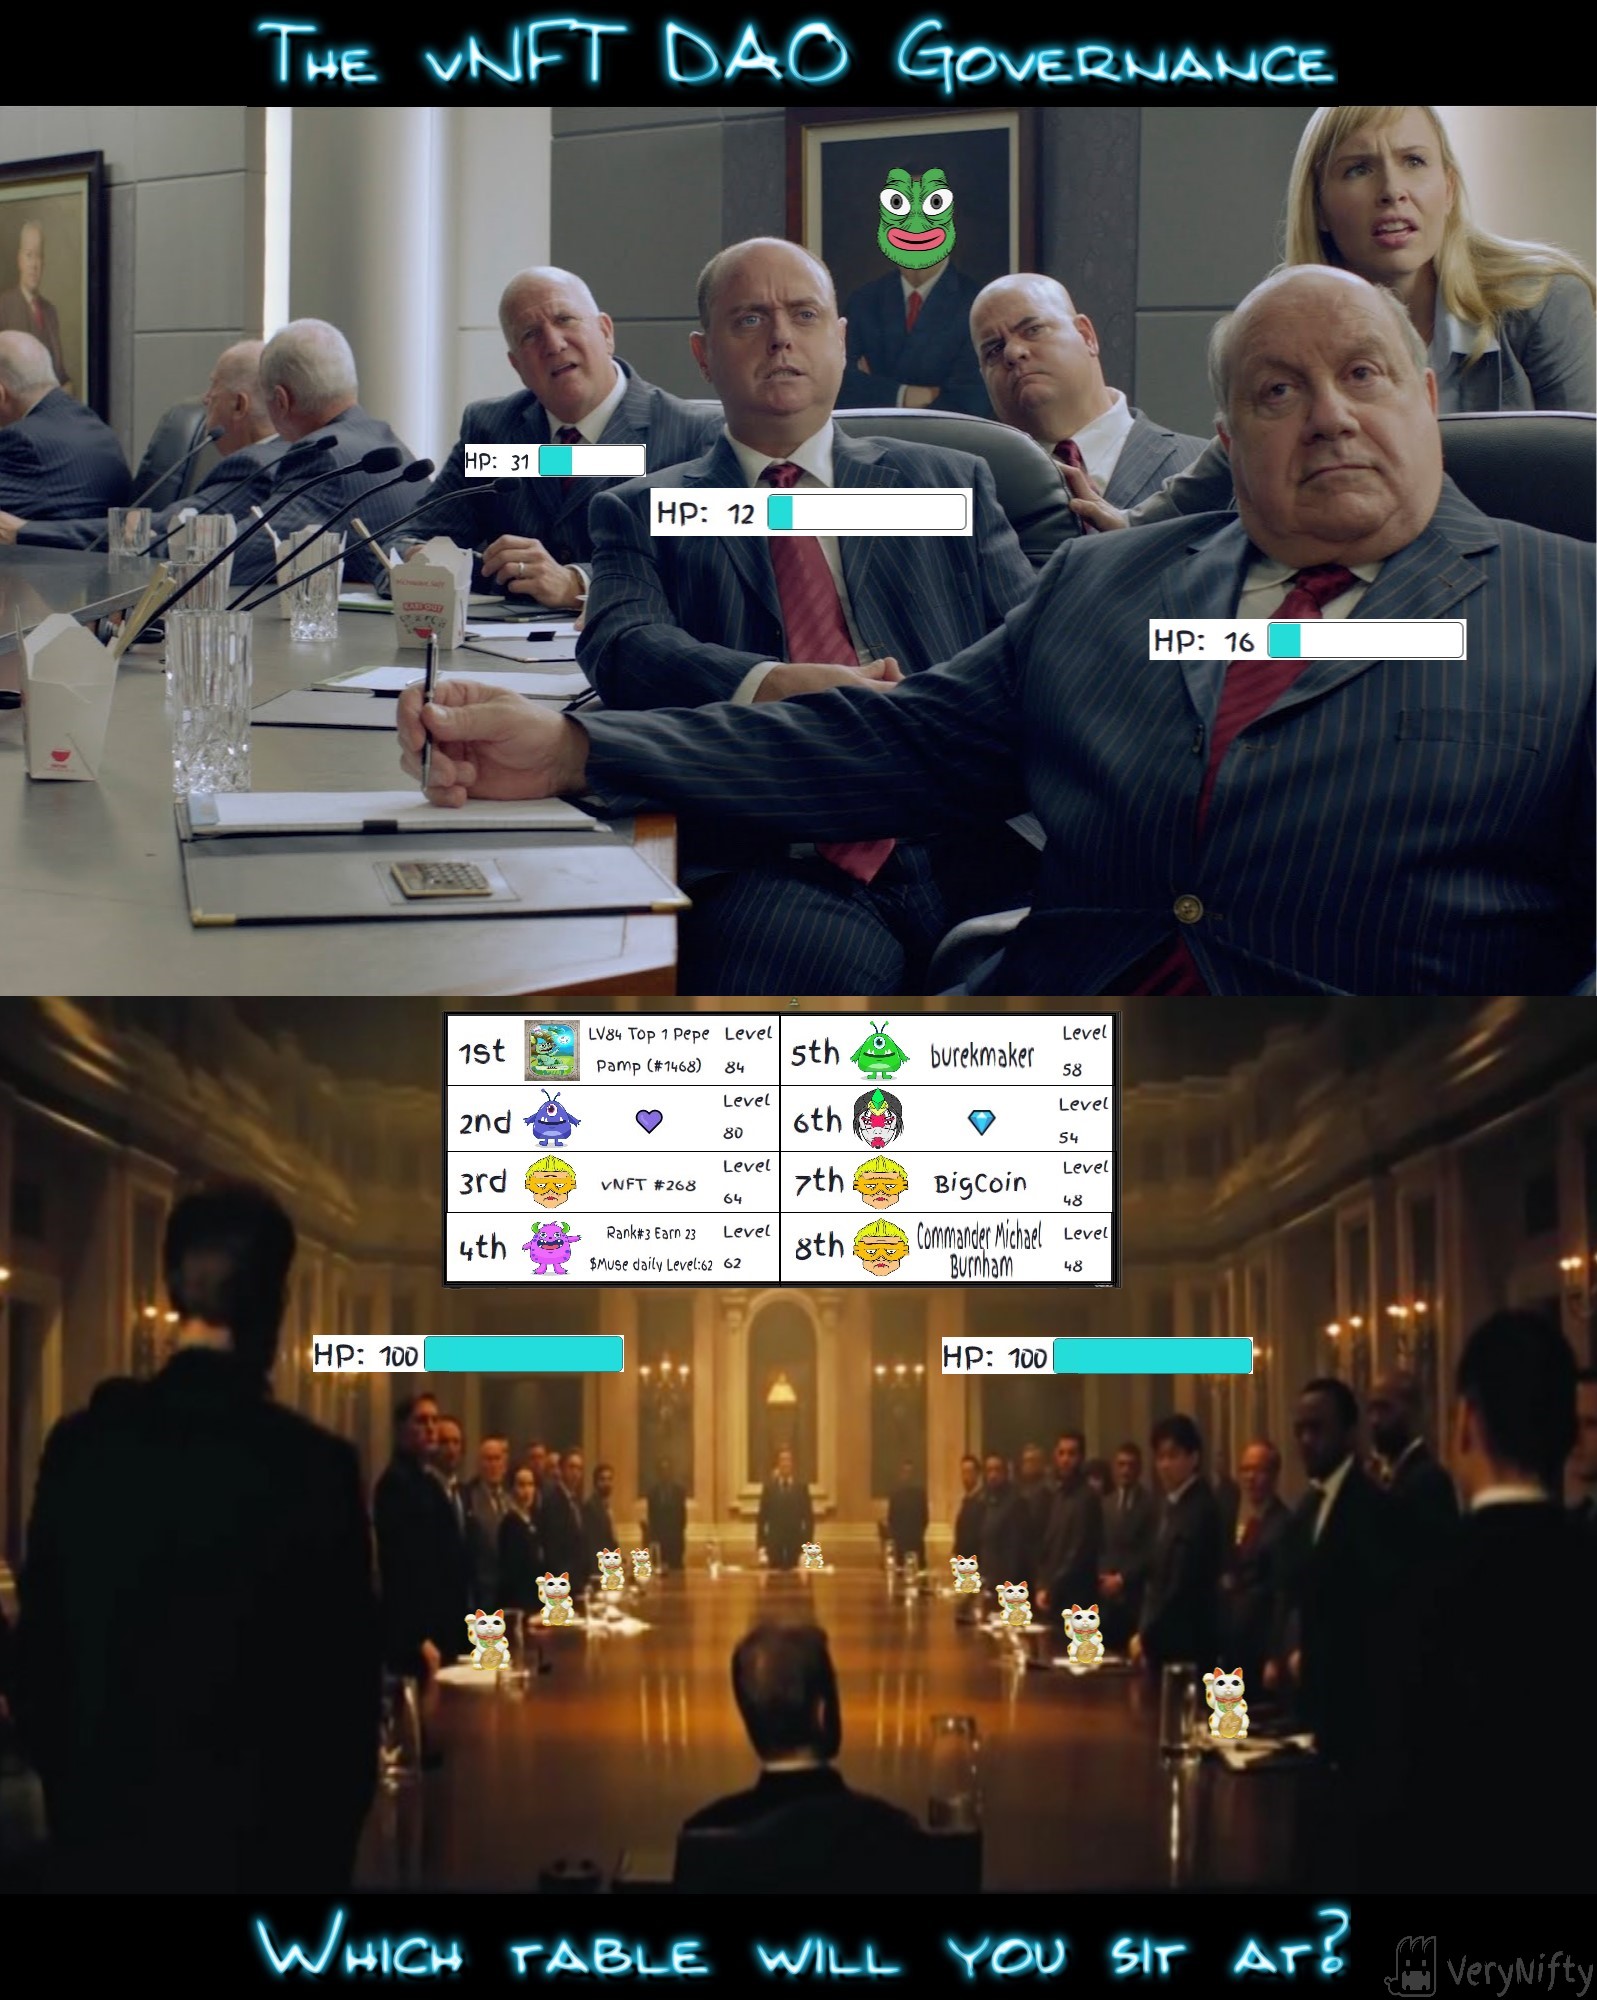 The vNFT DAO Governance
HP: 31
HP: 12
HP: 16
1st
LV84 Top 1 Pepe
Pamp (#1468)
Level
84
2nd
Level
80
3rd
vNFT #268
Level
64
4th
Rank#3 Earn 23
$Muse daily Level:62
Level
62
5th
burekmaker
Level
58
6th
Level
54
7th
BigCoin
Level
48
8th
Commander Michael
Burnham
Level
48
HP: 100
HP: 100
Which table will you sit at?
VeryNifty